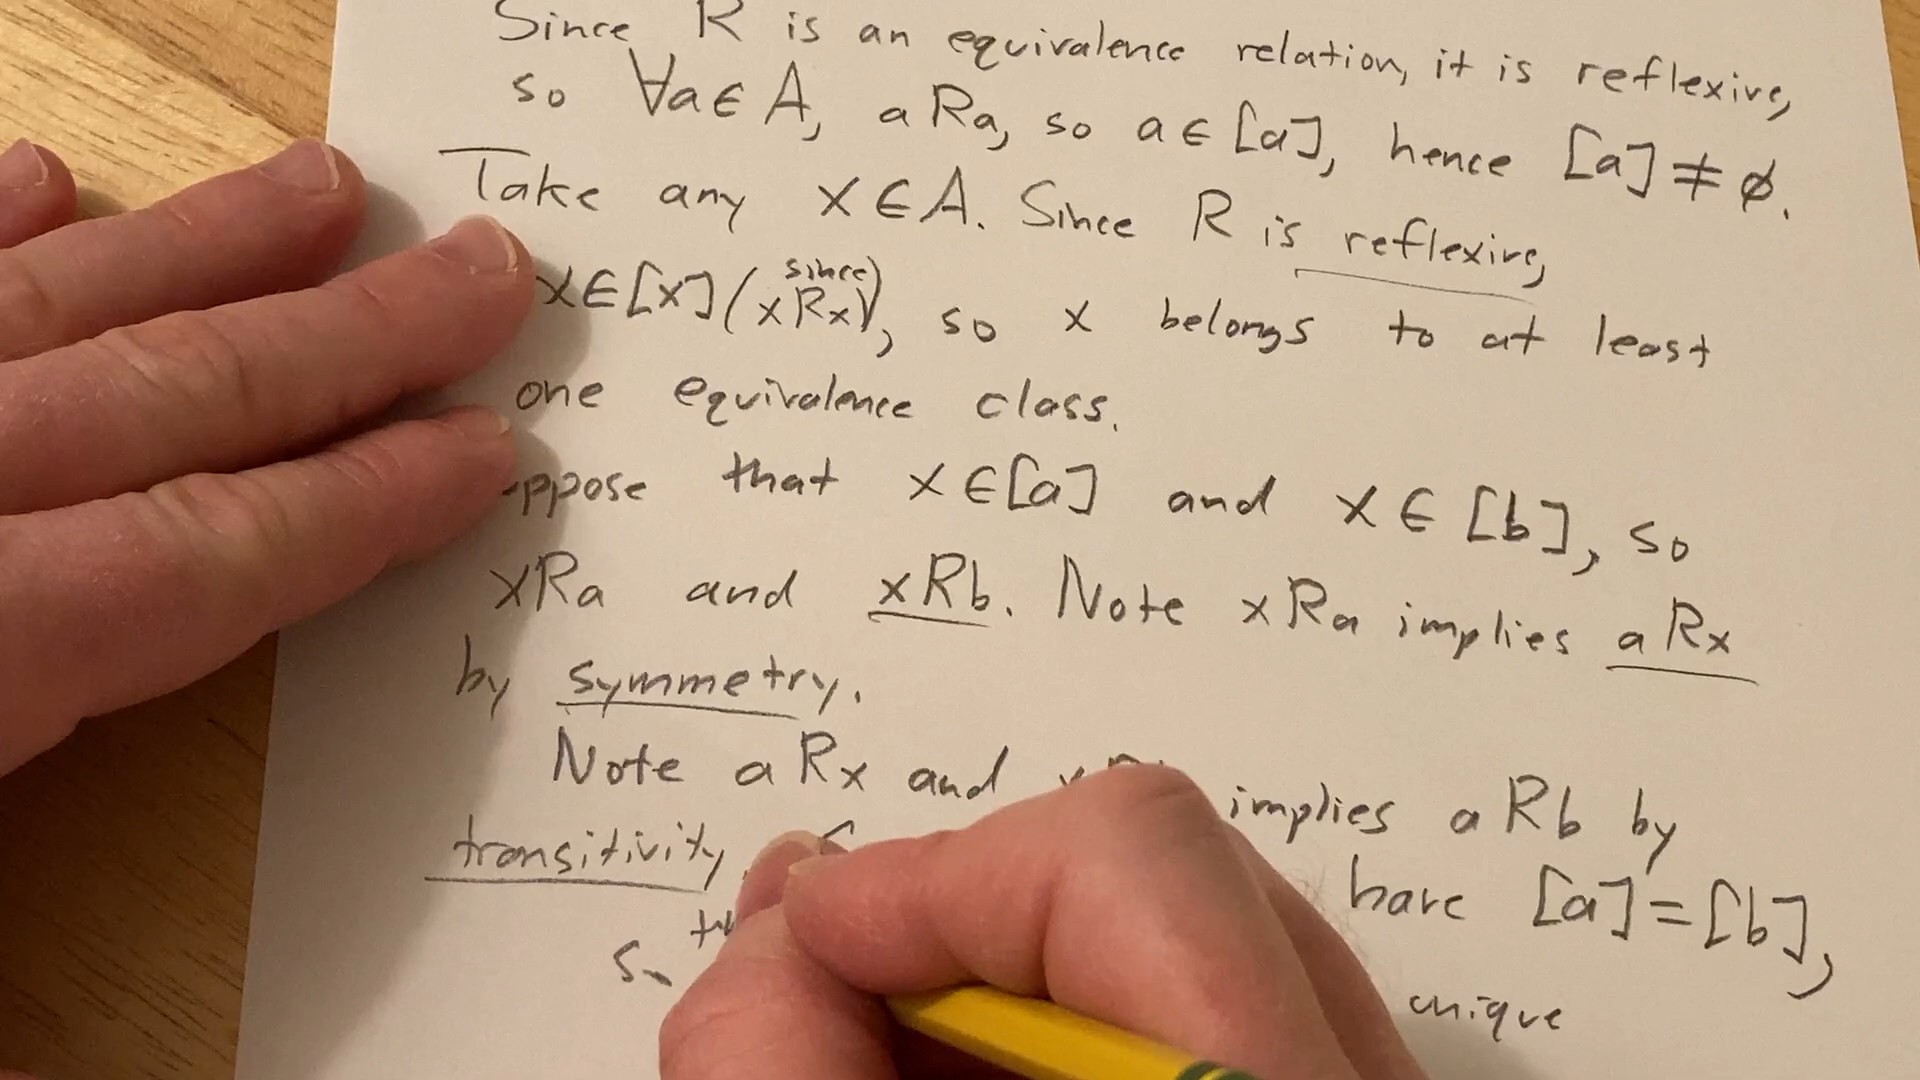 Since R is an equivalence relation, it is reflexive,
so ∀a∈A, aRa, so a∈[a], hence [a]≠∅.
Take any x∈A. Since R is reflexive,
x∈[x] (since xRx), so x belongs to at least
one equivalence class.
that x∈[a] and x∈[b], so
xRa and xRb. Note xRa implies aRx
by symmetry.
Note aRx and implies aRb by
transitivity have [a]=[b],
so unique